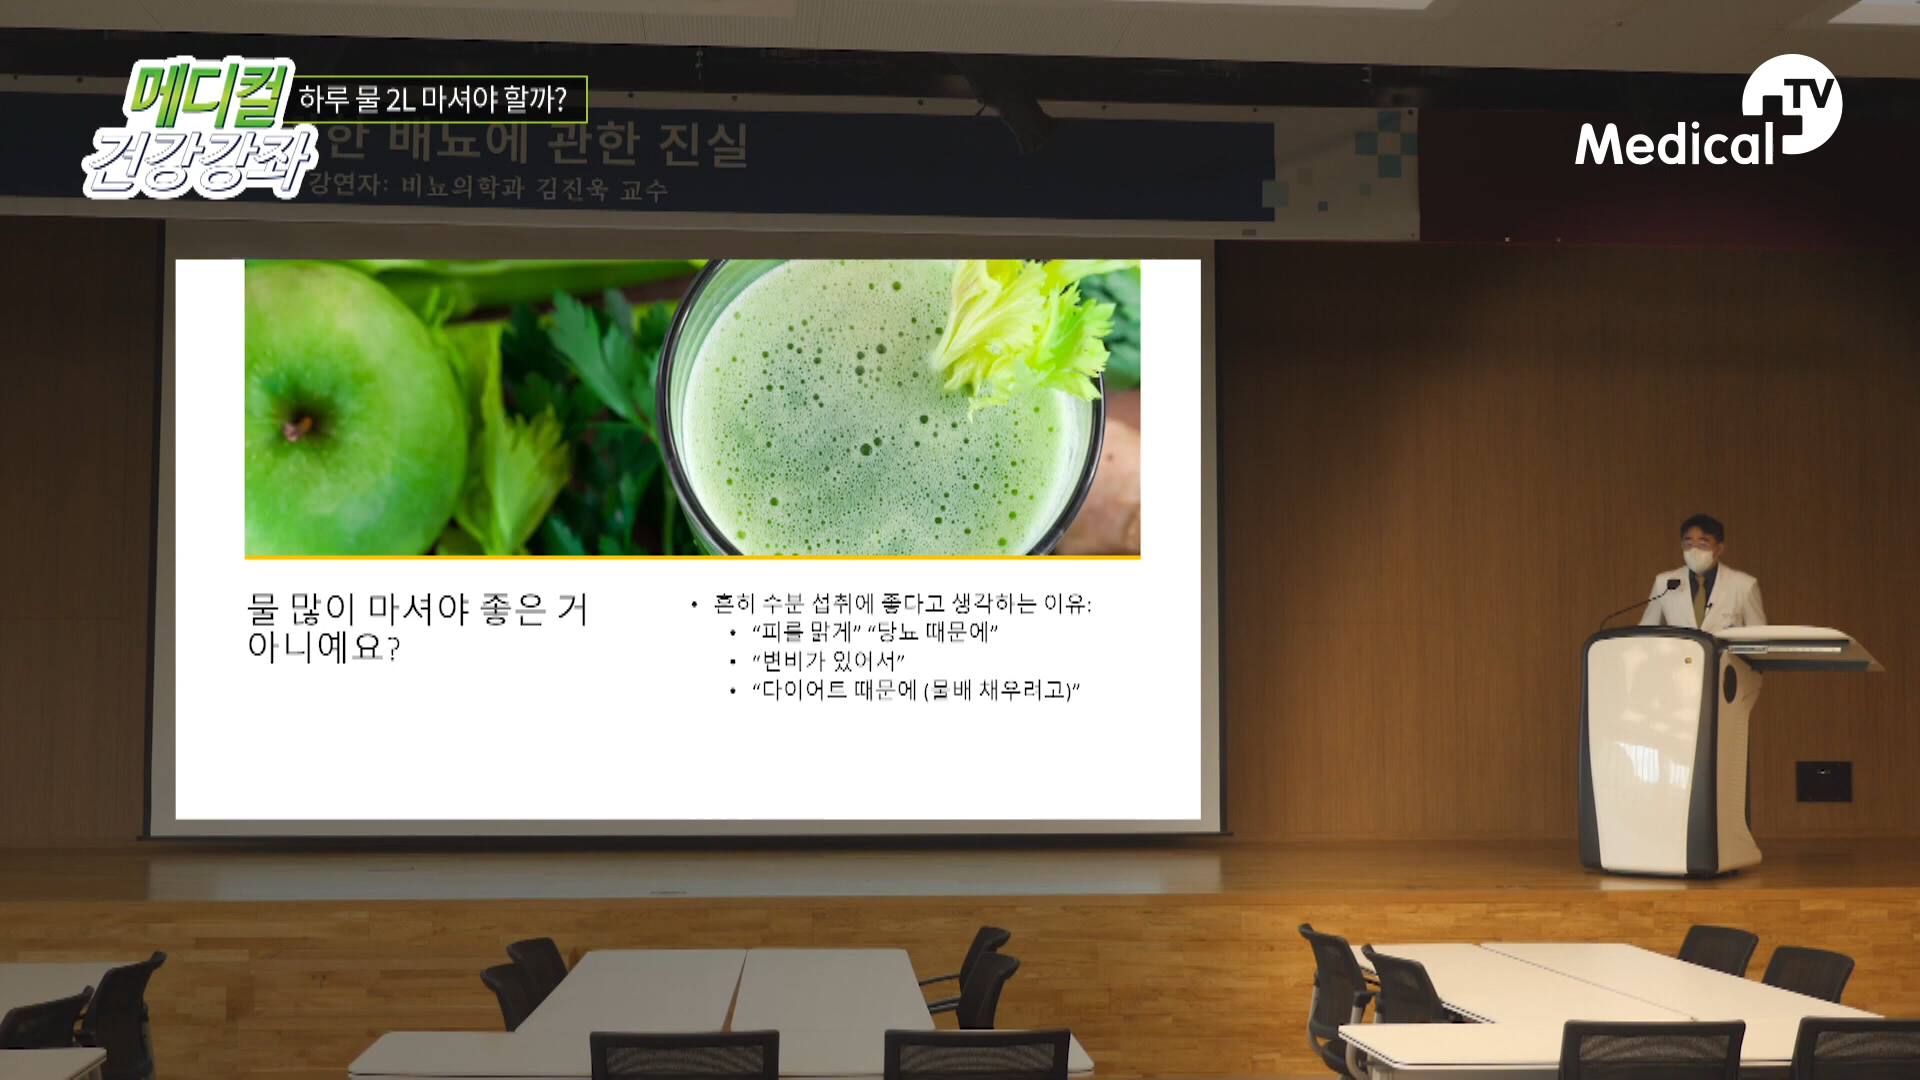 메디컬
건강강좌
하루 물 2L 마셔야 할까?
Medical
TV
한 배뇨에 관한 진실
강연자: 비뇨의학과 김진욱 교수
물 많이 마셔야 좋은 거
아니예요?
• 흔히 수분 섭취에 좋다고 생각하는 이유:
• “피를 맑게” “당뇨 때문에”
• “변비가 있어서”
• “다이어트 때문에 (물배 채우려고)”